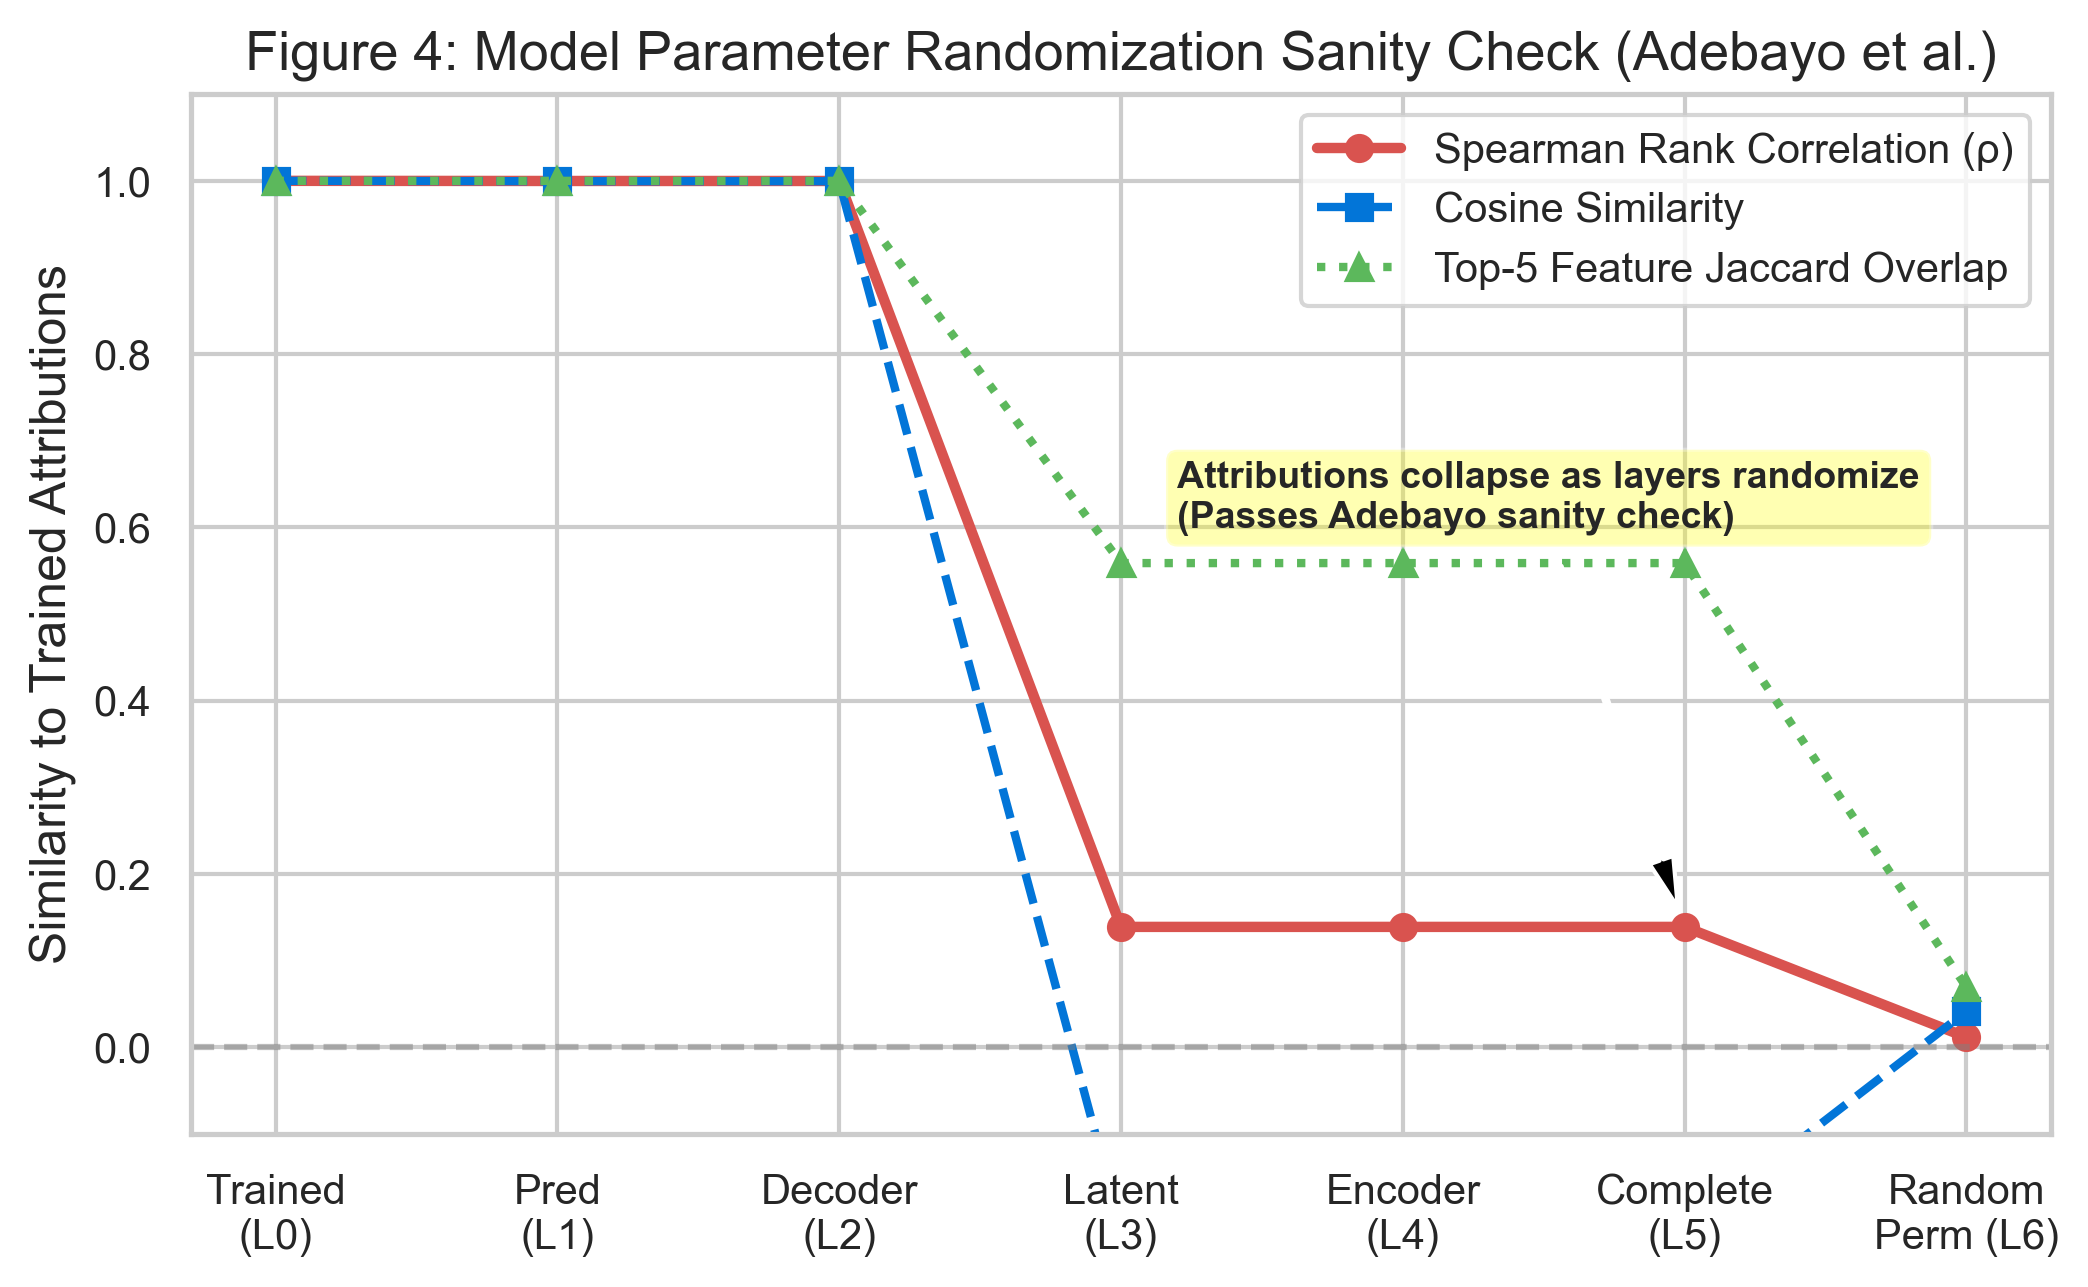 Figure 4: Model Parameter Randomization Sanity Check (Adebayo et al.)
Spearman Rank Correlation (ρ)
Cosine Similarity
Top-5 Feature Jaccard Overlap
Similarity to Trained Attributions
1.0
0.8
0.6
0.4
0.2
0.0
Attributions collapse as layers randomize
(Passes Adebayo sanity check)
Trained
(L0)
Pred
(L1)
Decoder
(L2)
Latent
(L3)
Encoder
(L4)
Complete
(L5)
Random
Perm (L6)